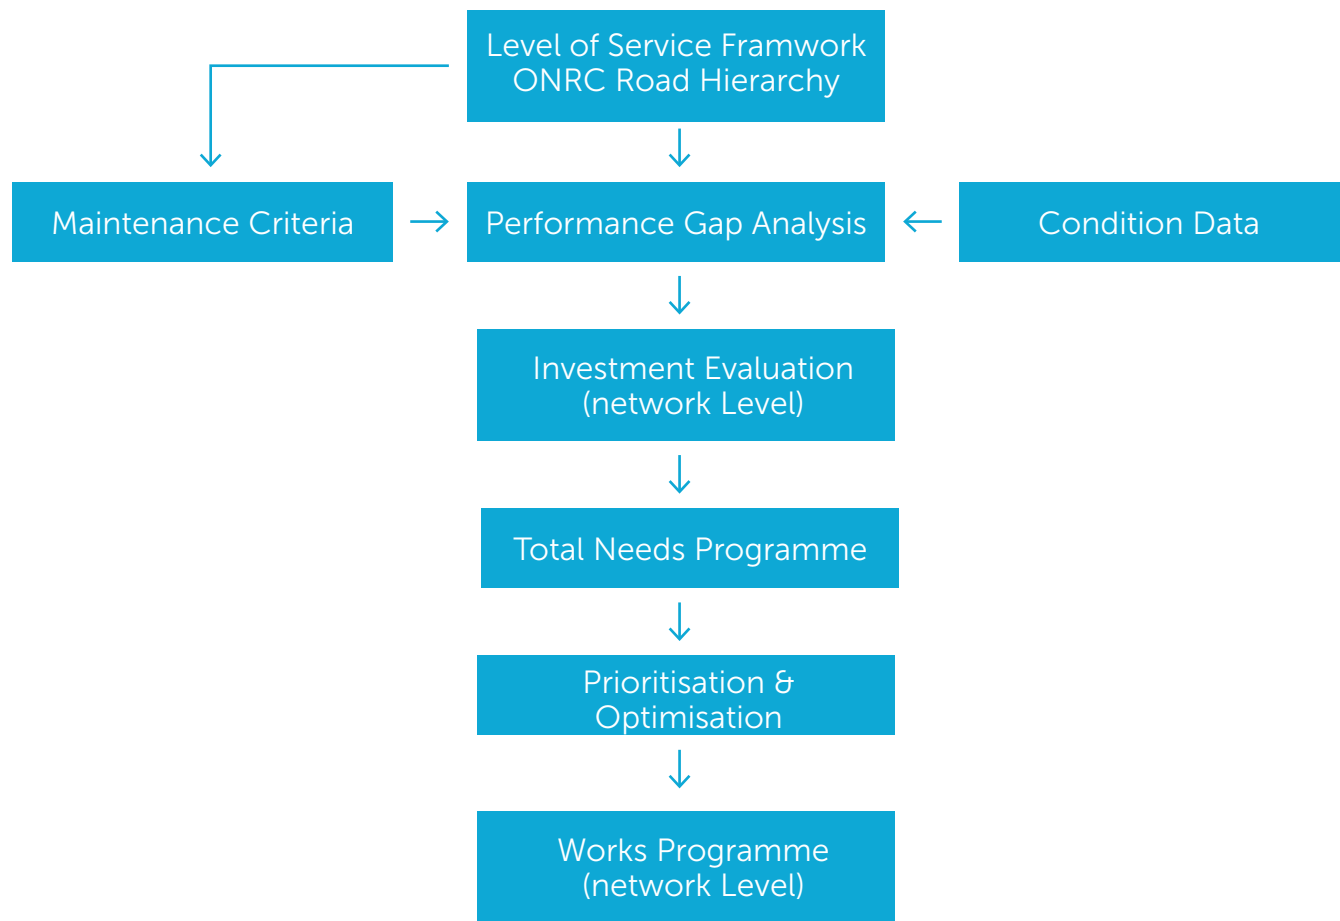 Level of Service Framwork
ONRC Road Hierarchy
Maintenance Criteria
Performance Gap Analysis
Condition Data
Investment Evaluation
(network Level)
Total Needs Programme
Prioritisation &
Optimisation
Works Programme
(network Level)